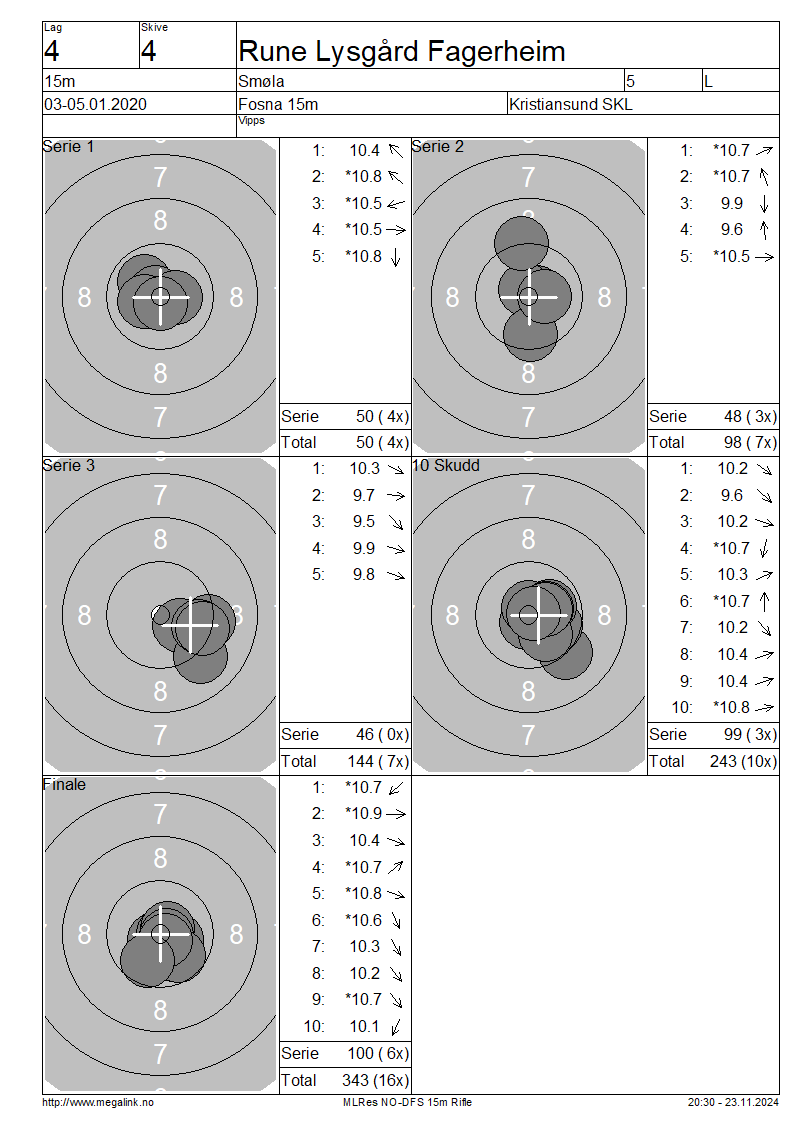 Lag
Skive
4
4
Rune Lysgård Fagerheim
15m
Smøla
5
L
03-05.01.2020
Fosna 15m
Kristiansund SKL
Vipps
Serie 1
7
8
8
8
8
7
1: 10.4
2: *10.8
3: *10.5
4: *10.5
5: *10.8
Serie 50 ( 4x)
Total 50 ( 4x)
Serie 2
7
8
8
8
8
7
1: *10.7
2: *10.7
3: 9.9
4: 9.6
5: *10.5
Serie 48 ( 3x)
Total 98 ( 7x)
Serie 3
7
8
8
8
8
7
1: 10.3
2: 9.7
3: 9.5
4: 9.9
5: 9.8
Serie 46 ( 0x)
Total 144 ( 7x)
10 Skudd
7
8
8
8
8
7
1: 10.2
2: 9.6
3: 10.2
4: *10.7
5: 10.3
6: *10.7
7: 10.2
8: 10.4
9: 10.4
10: *10.8
Serie 99 ( 3x)
Total 243 (10x)
Finale
7
8
8
8
8
7
1: *10.7
2: *10.9
3: 10.4
4: *10.7
5: *10.8
6: *10.6
7: 10.3
8: 10.2
9: *10.7
10: 10.1
Serie 100 ( 6x)
Total 343 (16x)
http://www.megalink.no
MLRes NO-DFS 15m Rifle
20:30 - 23.11.2024